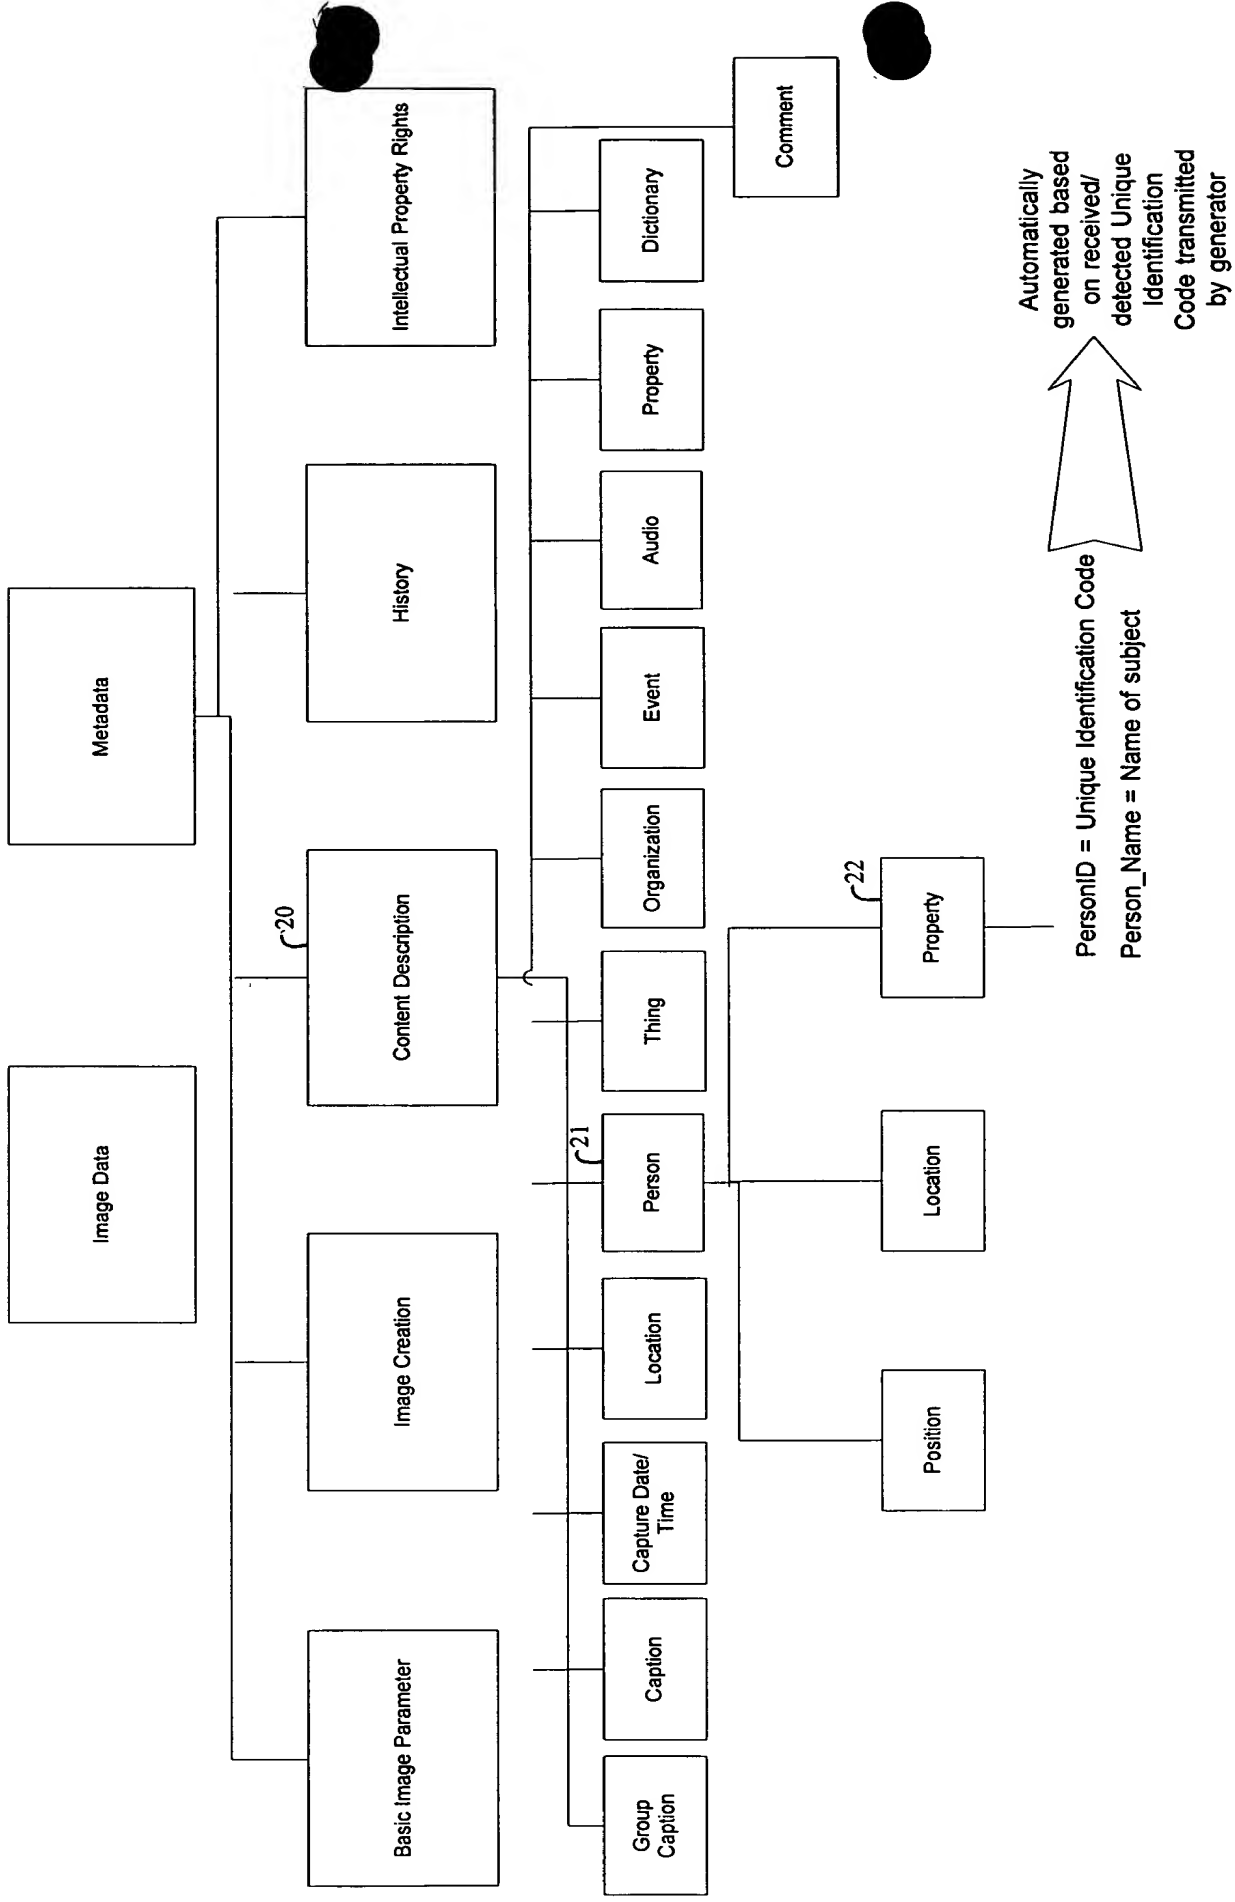 Image Data
Metadata
Basic Image Parameter
Image Creation
Content Description
20
History
Intellectual Property Rights
Group
Caption
Caption
Capture Date/
Time
Location
Person
21
Thing
Organization
Event
Audio
Property
Dictionary
Comment
Position
Location
Property
22
PersonID = Unique Identification Code
Person_Name = Name of subject
Automatically
generated based
on received/
detected Unique
Identification
Code transmitted
by generator